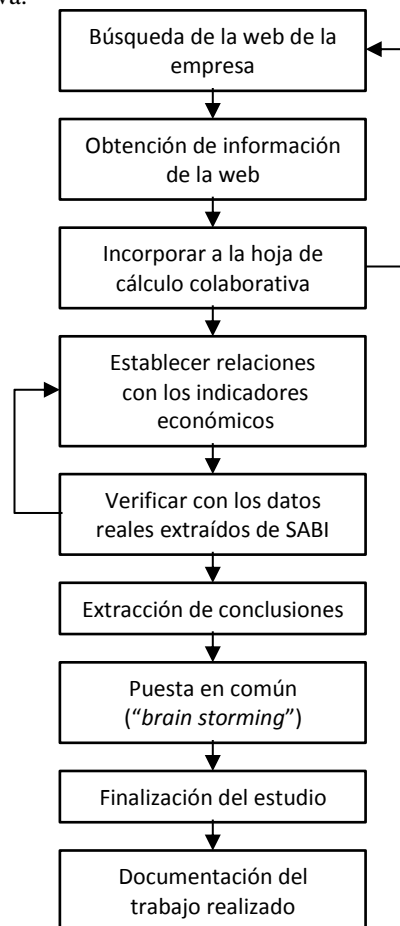 va.
Búsqueda de la web de la
empresa
Obtención de información
de la web
Incorporar a la hoja de
cálculo colaborativa
Establecer relaciones
con los indicadores
económicos
Verificar con los datos
reales extraídos de SABI
Extracción de conclusiones
Puesta en común
(“brain storming”)
Finalización del estudio
Documentación del
trabajo realizado